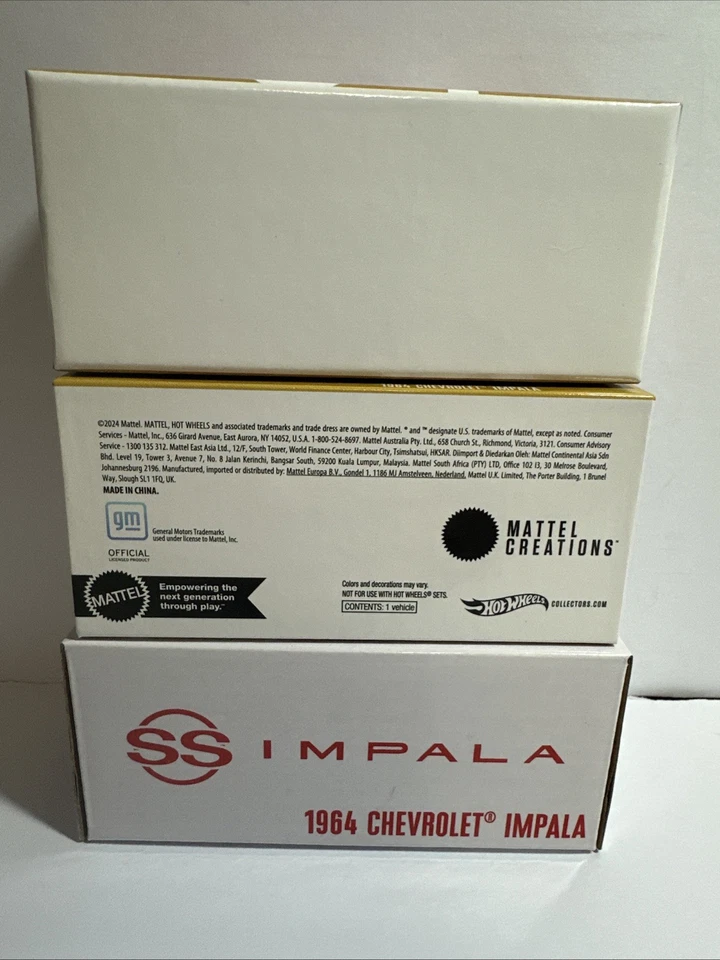 1964 CHEVROLET® IMPALA
©2024 Mattel. MATTEL, HOT WHEELS and associated trademarks and trade dress are owned by Mattel. ® and ™ designate U.S. trademarks of Mattel, except as noted. Consumer
Services - Mattel, Inc., 636 Girard Avenue, East Aurora, NY 14052, U.S.A. 1-800-524-8697. Mattel Australia Pty. Ltd., 658 Church St., Richmond, Victoria, 3121. Consumer Advisory
Service - 1300 135 312. Mattel East Asia Ltd., 12/F, South Tower, World Finance Center, Harbour City, Tsimshatsui, HKSAR. Diimport & Diedarkan Oleh: Mattel Continental Asia Sdn
Bhd. Level 19, Tower 3, Avenue 7, No. 8 Jalan Kerinchi, Bangsar South, 59200 Kuala Lumpur, Malaysia. Mattel South Africa (PTY) LTD, Office 102 I3, 30 Melrose Boulevard,
Johannesburg 2196. Manufactured, imported or distributed by: Mattel Europa B.V., Gondel 1, 1186 MJ Amstelveen, Nederland. Mattel U.K. Limited, The Porter Building, 1 Brunel
Way, Slough SL1 1FQ, UK.
MADE IN CHINA.
gm
General Motors Trademarks
used under license to Mattel, Inc.
OFFICIAL
LICENSED PRODUCT
MATTEL
CREATIONS™
MATTEL
Empowering the
next generation
through play.™
Colors and decorations may vary.
NOT FOR USE WITH HOT WHEELS® SETS.
CONTENTS: 1 vehicle
HOT WHEELS
COLLECTORS.COM
SS IMPALA
1964 CHEVROLET® IMPALA